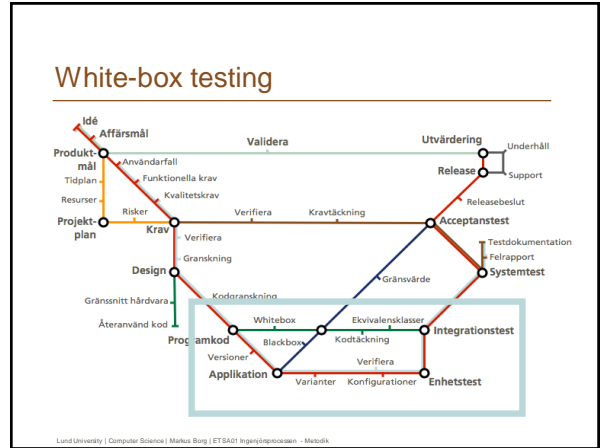 White-box testing
Idé
Affärsmål
Validera
Utvärdering
Underhåll
Produkt-
mål
Användarfall
Release
Support
Tidplan
Funktionella krav
Resurser
Kvalitetskrav
Releasebeslut
Projekt-
plan
Risker
Krav
Verifiera
Kravtäckning
Acceptanstest
Verifiera
Testdokumentation
Granskning
Felrapport
Design
Gränsvärde
Systemtest
Gränssnitt hårdvara
Kodgranskning
Återanvänd kod
Whitebox
Ekvivalensklasser
Programkod
Blackbox
Kodtäckning
Integrationstest
Versioner
Verifiera
Applikation
Varianter
Konfigurationer
Enhetstest
Lund University | Computer Science | Markus Borg | ETSA01 Ingenjörsprocessen - Metodik